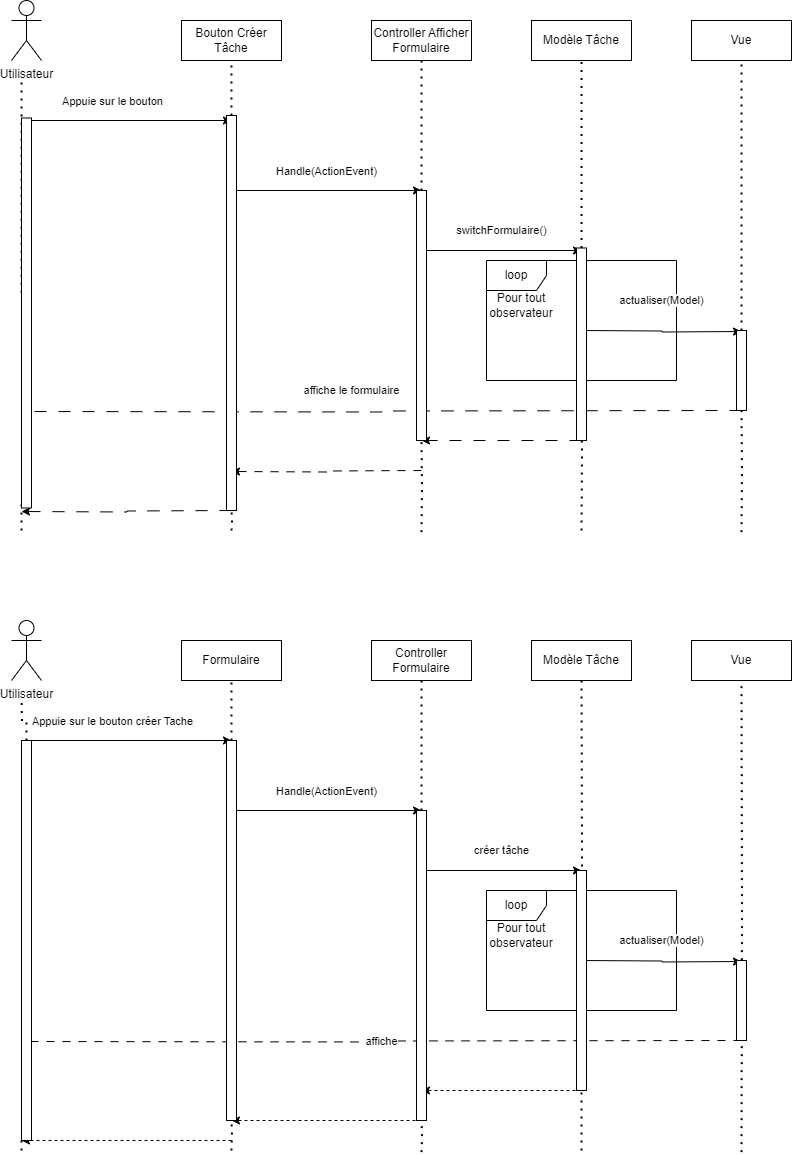 Utilisateur
Bouton Créer
Tâche
Controller Afficher
Formulaire
Modèle Tâche
Vue
Appuie sur le bouton
Handle(ActionEvent)
switchFormulaire()
loop
Pour tout
observateur
actualiser(Model)
affiche le formulaire
Utilisateur
Formulaire
Controller
Formulaire
Modèle Tâche
Vue
Appuie sur le bouton créer Tache
Handle(ActionEvent)
créer tâche
loop
Pour tout
observateur
actualiser(Model)
affiche